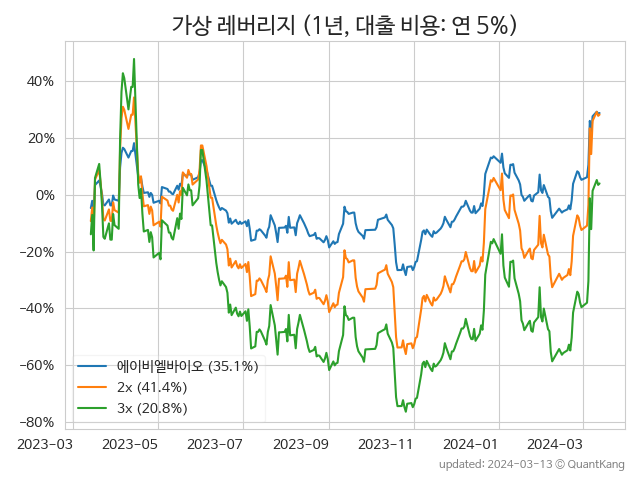 가상 레버리지 (1년, 대출 비용: 연 5%)
40%
20%
0%
−20%
−40%
−60%
−80%
에이비엘바이오 (35.1%)
2x (41.4%)
3x (20.8%)
2023-03
2023-05
2023-07
2023-09
2023-11
2024-01
2024-03
updated: 2024-03-13 © QuantKang